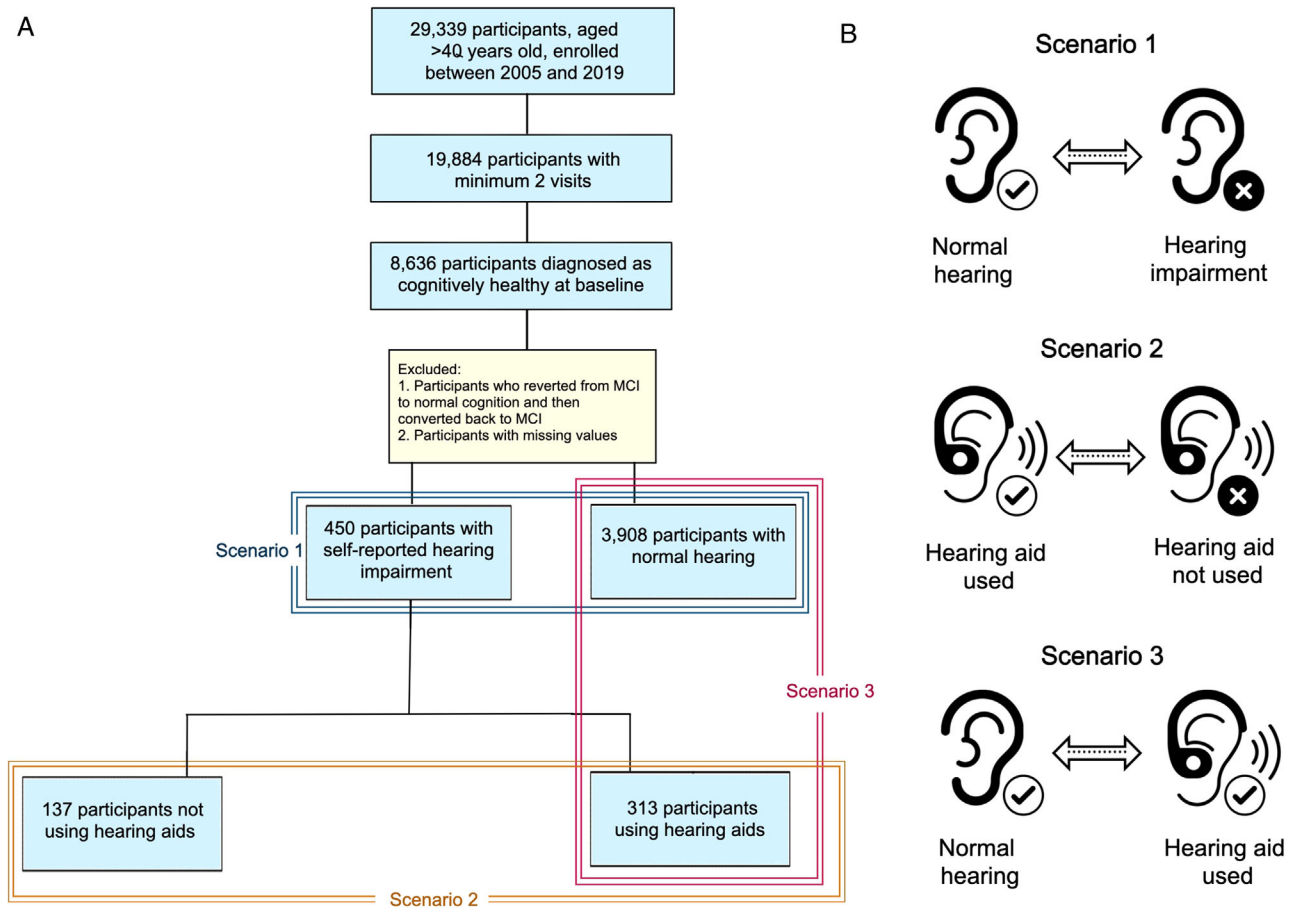 A
29,339 participants, aged
>40 years old, enrolled
between 2005 and 2019
19,884 participants with
minimum 2 visits
8,636 participants diagnosed as
cognitively healthy at baseline
Excluded:
1. Participants who reverted from MCI
to normal cognition and then
converted back to MCI
2. Participants with missing values
Scenario 1
450 participants with
self-reported hearing
impairment
3,908 participants with
normal hearing
Scenario 3
137 participants not
using hearing aids
313 participants
using hearing aids
Scenario 2
B
Scenario 1
Normal
hearing
Hearing
impairment
Scenario 2
Hearing aid
used
Hearing aid
not used
Scenario 3
Normal
hearing
Hearing aid
used